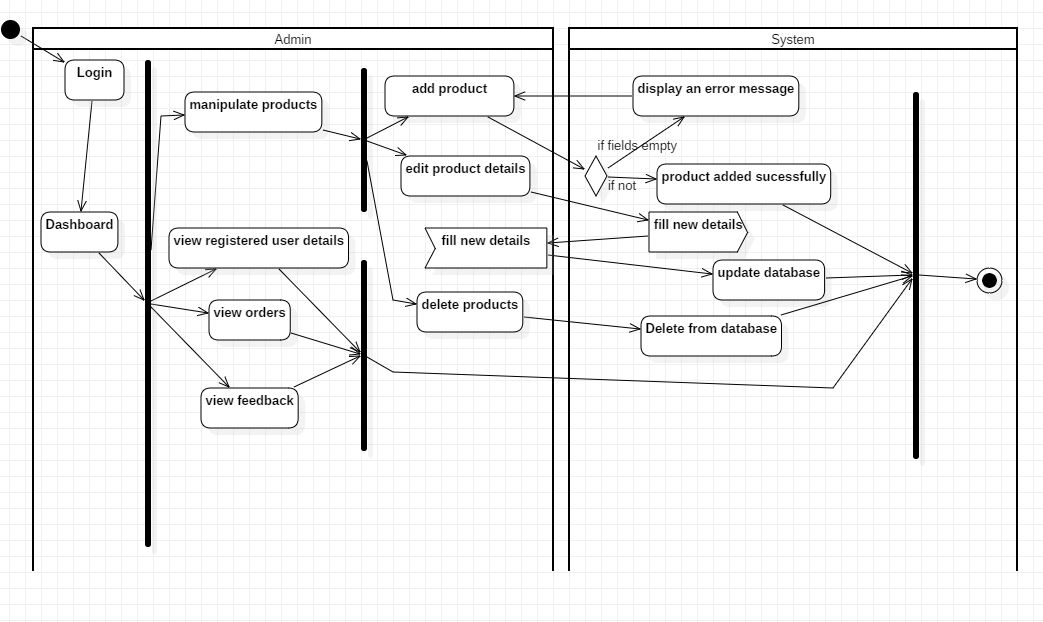 Admin
System
Login
manipulate products
add product
display an error message
if fields empty
edit product details
product added sucessfully
if not
Dashboard
view registered user details
fill new details
fill new details
update database
view orders
delete products
Delete from database
view feedback